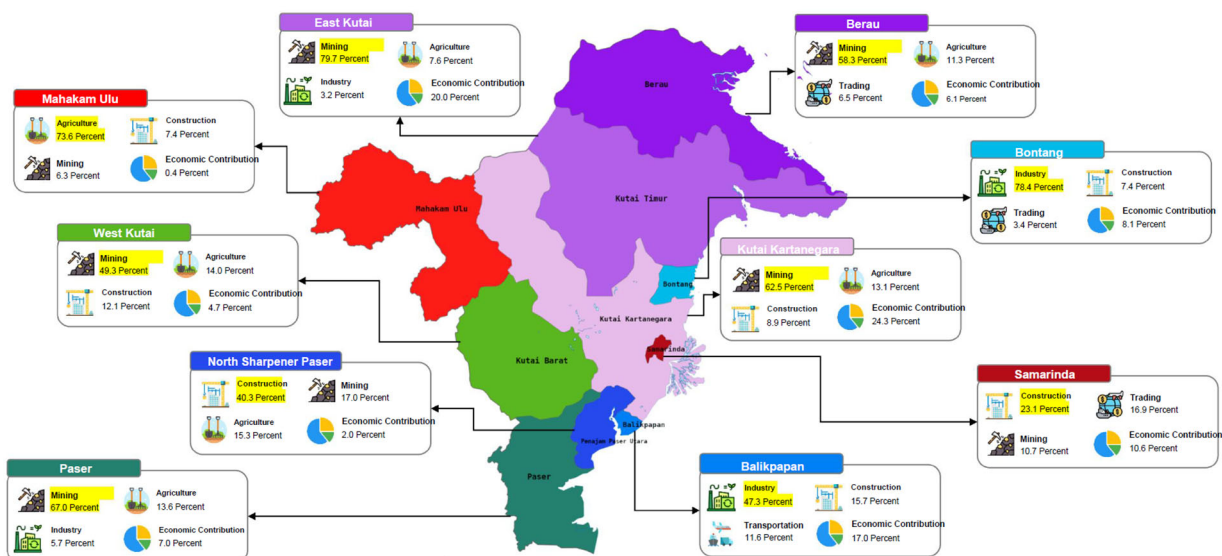 East Kutai
Mining
79.7 Percent
Agriculture
7.6 Percent
Industry
3.2 Percent
Economic Contribution
20.0 Percent
Berau
Mining
58.3 Percent
Agriculture
11.3 Percent
Trading
6.5 Percent
Economic Contribution
6.1 Percent
Mahakam Ulu
Agriculture
73.6 Percent
Construction
7.4 Percent
Mining
6.3 Percent
Economic Contribution
0.4 Percent
Bontang
Industry
78.4 Percent
Construction
7.4 Percent
Trading
3.4 Percent
Economic Contribution
8.1 Percent
West Kutai
Mining
49.3 Percent
Agriculture
14.0 Percent
Construction
12.1 Percent
Economic Contribution
4.7 Percent
Kutai Kartanegara
Mining
62.5 Percent
Agriculture
13.1 Percent
Construction
8.9 Percent
Economic Contribution
24.3 Percent
North Sharpener Paser
Construction
40.3 Percent
Mining
17.0 Percent
Agriculture
15.3 Percent
Economic Contribution
2.0 Percent
Samarinda
Construction
23.1 Percent
Trading
16.9 Percent
Mining
10.7 Percent
Economic Contribution
10.6 Percent
Paser
Mining
67.0 Percent
Agriculture
13.6 Percent
Industry
5.7 Percent
Economic Contribution
7.0 Percent
Balikpapan
Industry
47.3 Percent
Construction
15.7 Percent
Transportation
11.6 Percent
Economic Contribution
17.0 Percent
Berau
Kutai Timur
Mahakam Ulu
Bontang
Kutai Kartanegara
Samarinda
Kutai Barat
Balikpapan
Penajam Paser Utara
Paser